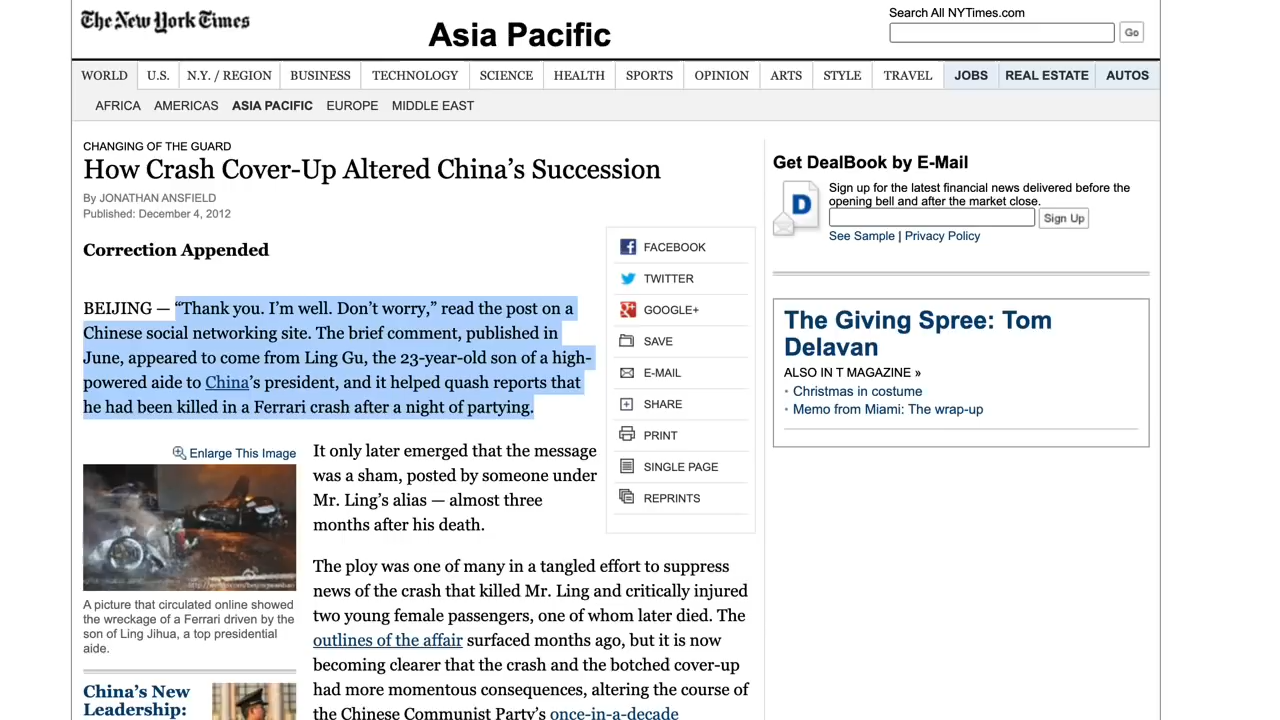 The New York Times
Asia Pacific
Search All NYTimes.com
Go
WORLD U.S. N.Y. / REGION BUSINESS TECHNOLOGY SCIENCE HEALTH SPORTS OPINION ARTS STYLE TRAVEL JOBS REAL ESTATE AUTOS
AFRICA AMERICAS ASIA PACIFIC EUROPE MIDDLE EAST
CHANGING OF THE GUARD
How Crash Cover-Up Altered China’s Succession
By JONATHAN ANSFIELD
Published: December 4, 2012
Correction Appended
BEIJING — “Thank you. I’m well. Don’t worry,” read the post on a
Chinese social networking site. The brief comment, published in
June, appeared to come from Ling Gu, the 23-year-old son of a high-
powered aide to China’s president, and it helped quash reports that
he had been killed in a Ferrari crash after a night of partying.
Enlarge This Image
A picture that circulated online showed
the wreckage of a Ferrari driven by the
son of Ling Jihua, a top presidential
aide.
China’s New
Leadership:
It only later emerged that the message
was a sham, posted by someone under
Mr. Ling’s alias — almost three
months after his death.
The ploy was one of many in a tangled effort to suppress
news of the crash that killed Mr. Ling and critically injured
two young female passengers, one of whom later died. The
outlines of the affair surfaced months ago, but it is now
becoming clearer that the crash and the botched cover-up
had more momentous consequences, altering the course of
the Chinese Communist Party’s once-in-a-decade
FACEBOOK
TWITTER
GOOGLE+
SAVE
E-MAIL
SHARE
PRINT
SINGLE PAGE
REPRINTS
Get DealBook by E-Mail
D
Sign up for the latest financial news delivered before the
opening bell and after the market close.
Sign Up
See Sample | Privacy Policy
The Giving Spree: Tom
Delavan
ALSO IN T MAGAZINE »
Christmas in costume
Memo from Miami: The wrap-up